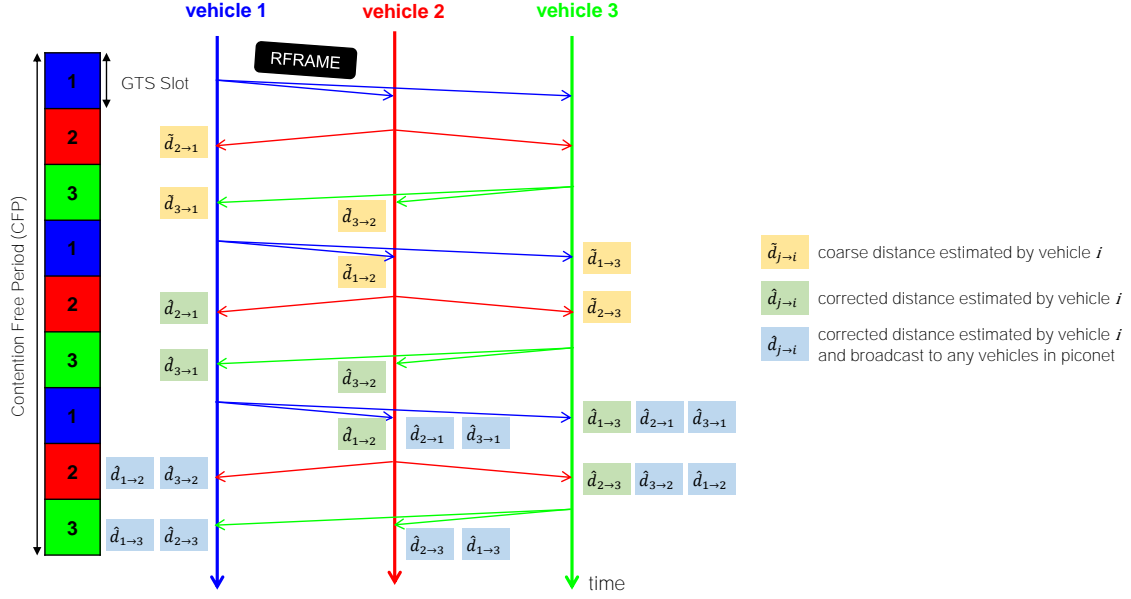 vehicle 1
vehicle 2
vehicle 3
RFRAME
1
GTS Slot
2
d̃2→1
3
d̃3→1
d̃3→2
1
d̃1→2
d̃1→3
2
d̂2→1
d̃2→3
3
d̂3→1
d̂3→2
1
d̂1→2 d̂2→1 d̂3→1
d̂1→3 d̂2→1 d̂3→1
2
d̂1→2 d̂3→2
d̂2→3 d̂3→2 d̂1→2
3
d̂1→3 d̂2→3
d̂2→3 d̂1→3
time
Contention Free Period (CFP)
d̃j→i coarse distance estimated by vehicle i
d̂j→i corrected distance estimated by vehicle i
d̂j→i corrected distance estimated by vehicle i
and broadcast to any vehicles in piconet